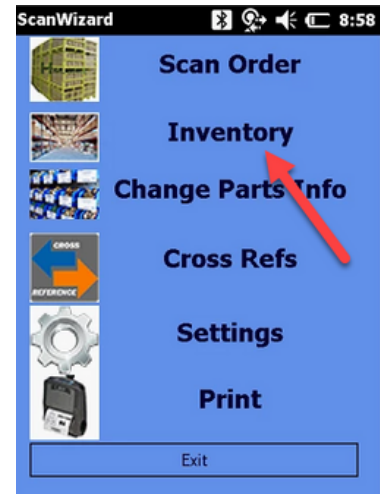 ScanWizard 8:58
Scan Order
Inventory
Change Parts Info
CROSS
Cross Refs
REFERENCE
Settings
Print
Exit